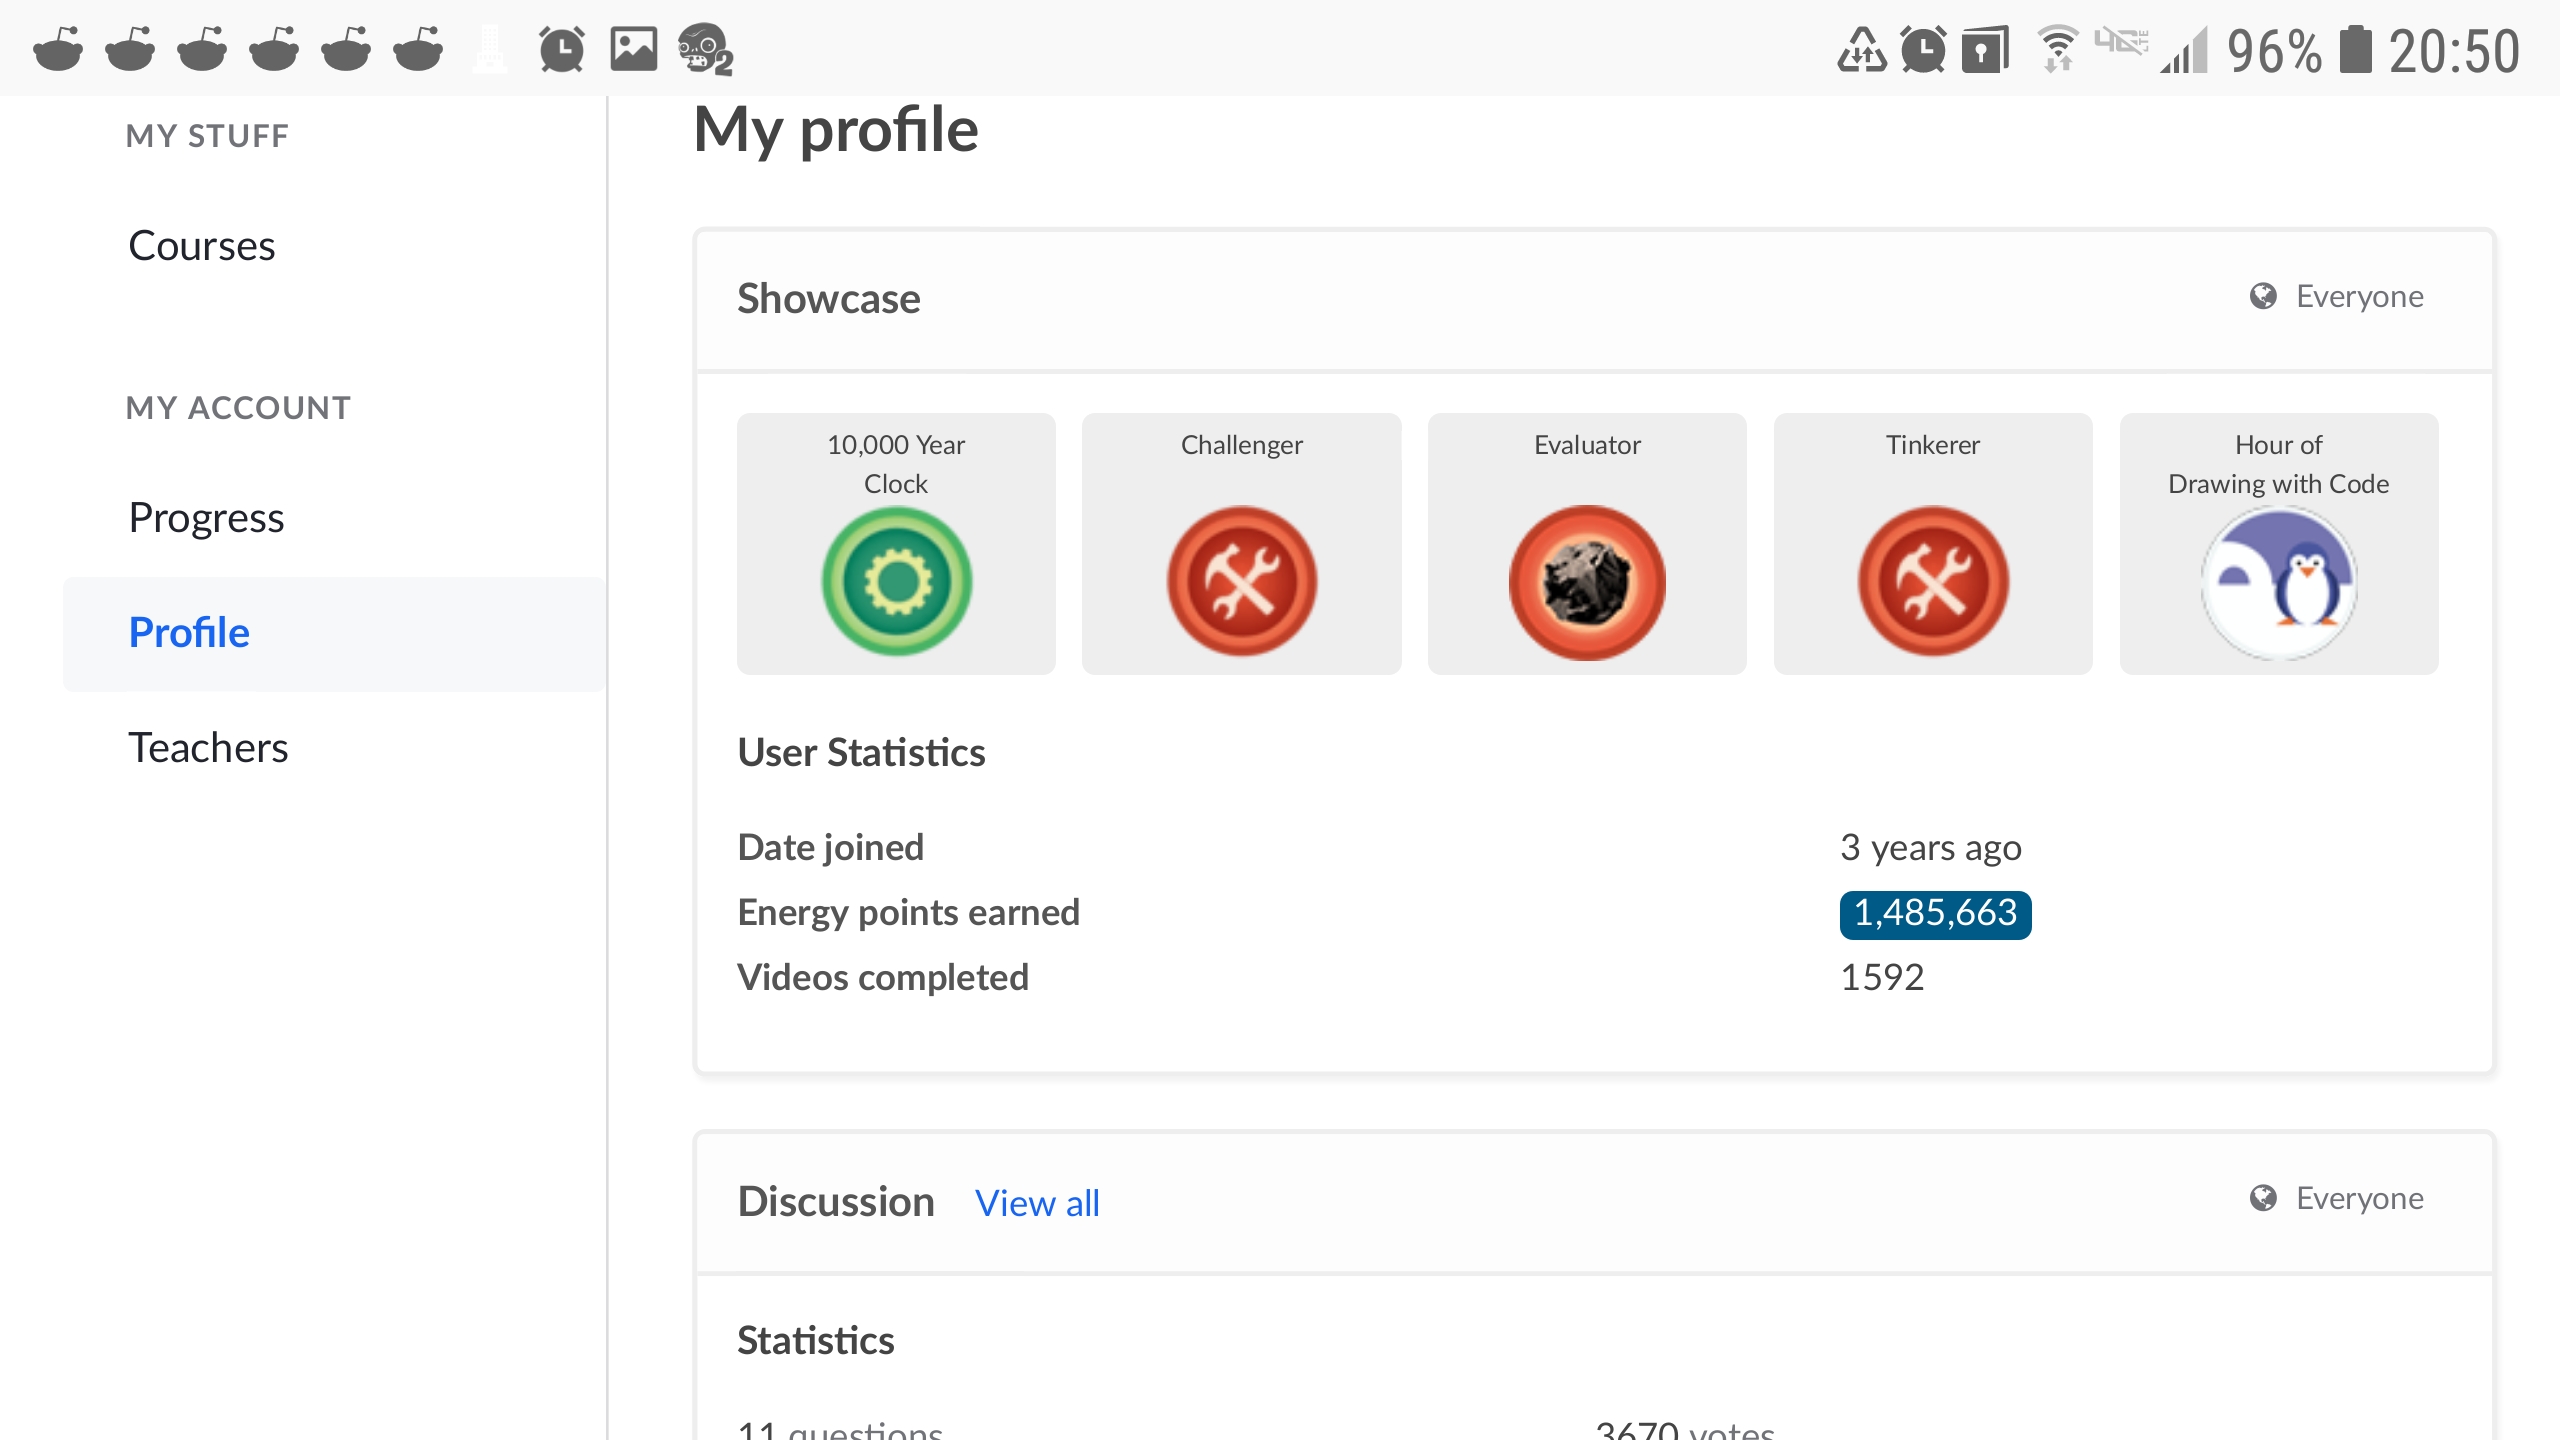 96% 20:50
MY STUFF
Courses
MY ACCOUNT
Progress
Profile
Teachers
My profile
Showcase
Everyone
10,000 Year
Clock
Challenger
Evaluator
Tinkerer
Hour of
Drawing with Code
User Statistics
Date joined 3 years ago
Energy points earned 1,485,663
Videos completed 1592
Discussion View all
Everyone
Statistics
11 questions 3670 votes